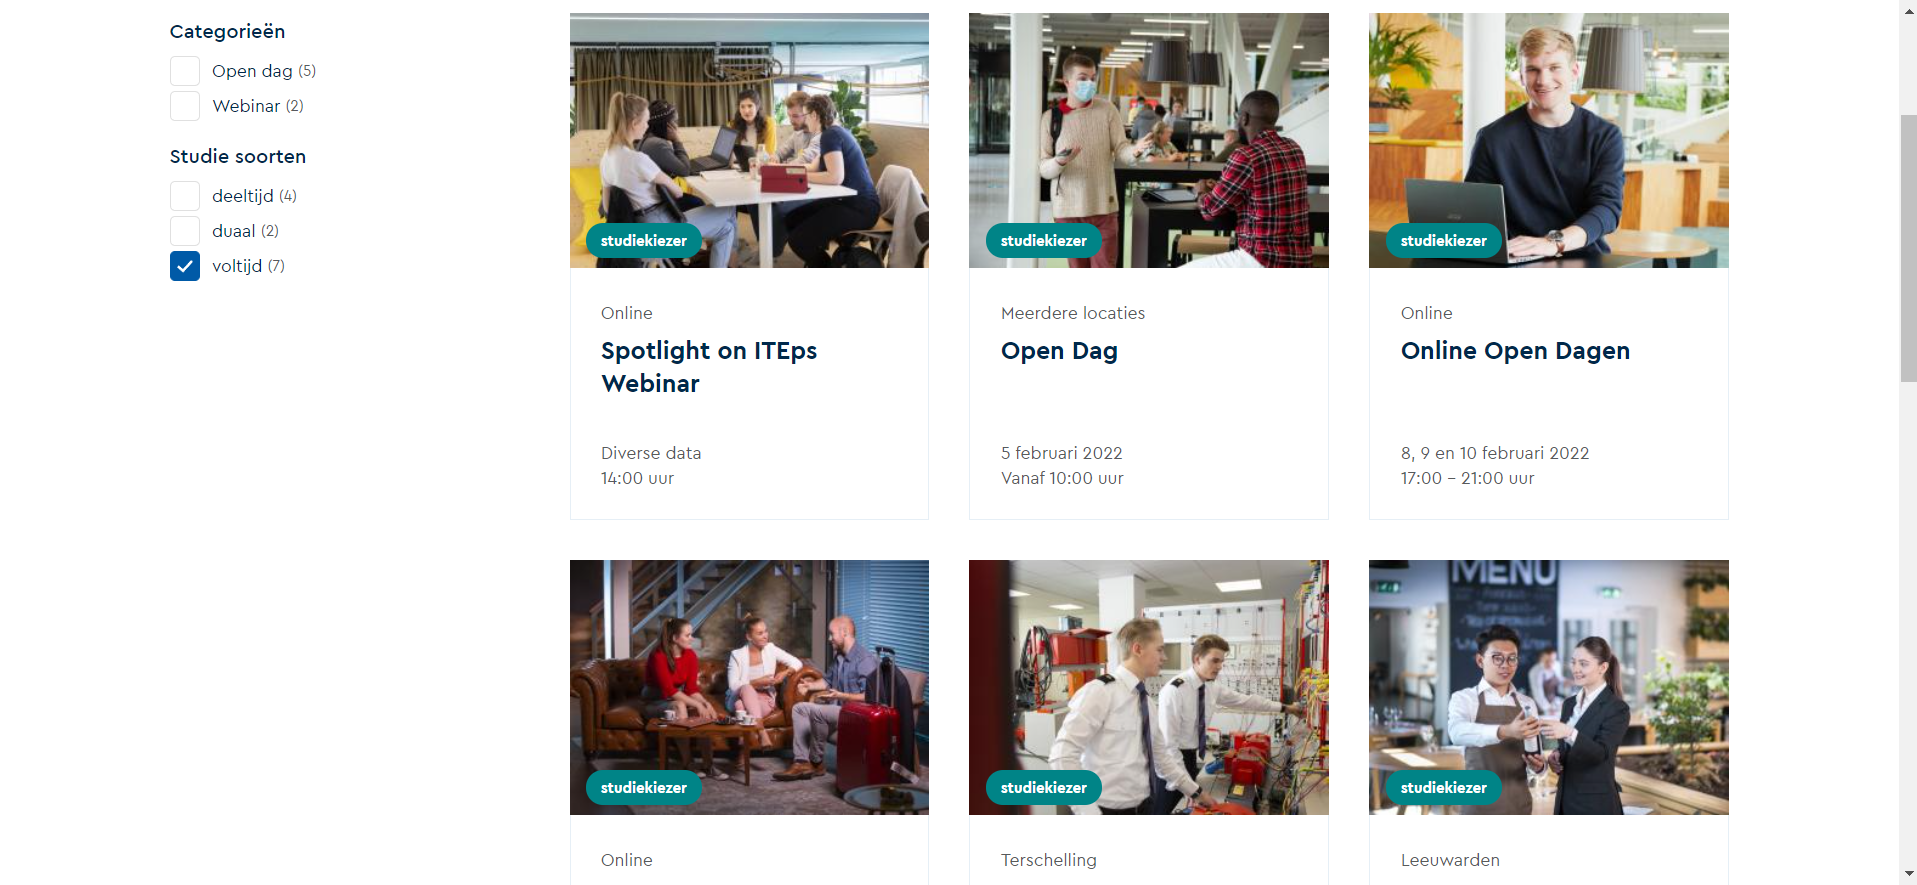 Categorieën
Open dag (5)
Webinar (2)
Studie soorten
deeltijd (4)
duaal (2)
voltijd (7)
studiekiezer
Online
Spotlight on ITEps
Webinar
Diverse data
14:00 uur
studiekiezer
Meerdere locaties
Open Dag
5 februari 2022
Vanaf 10:00 uur
studiekiezer
Online
Online Open Dagen
8, 9 en 10 februari 2022
17:00 – 21:00 uur
studiekiezer
Online
studiekiezer
Terschelling
MENU
studiekiezer
Leeuwarden